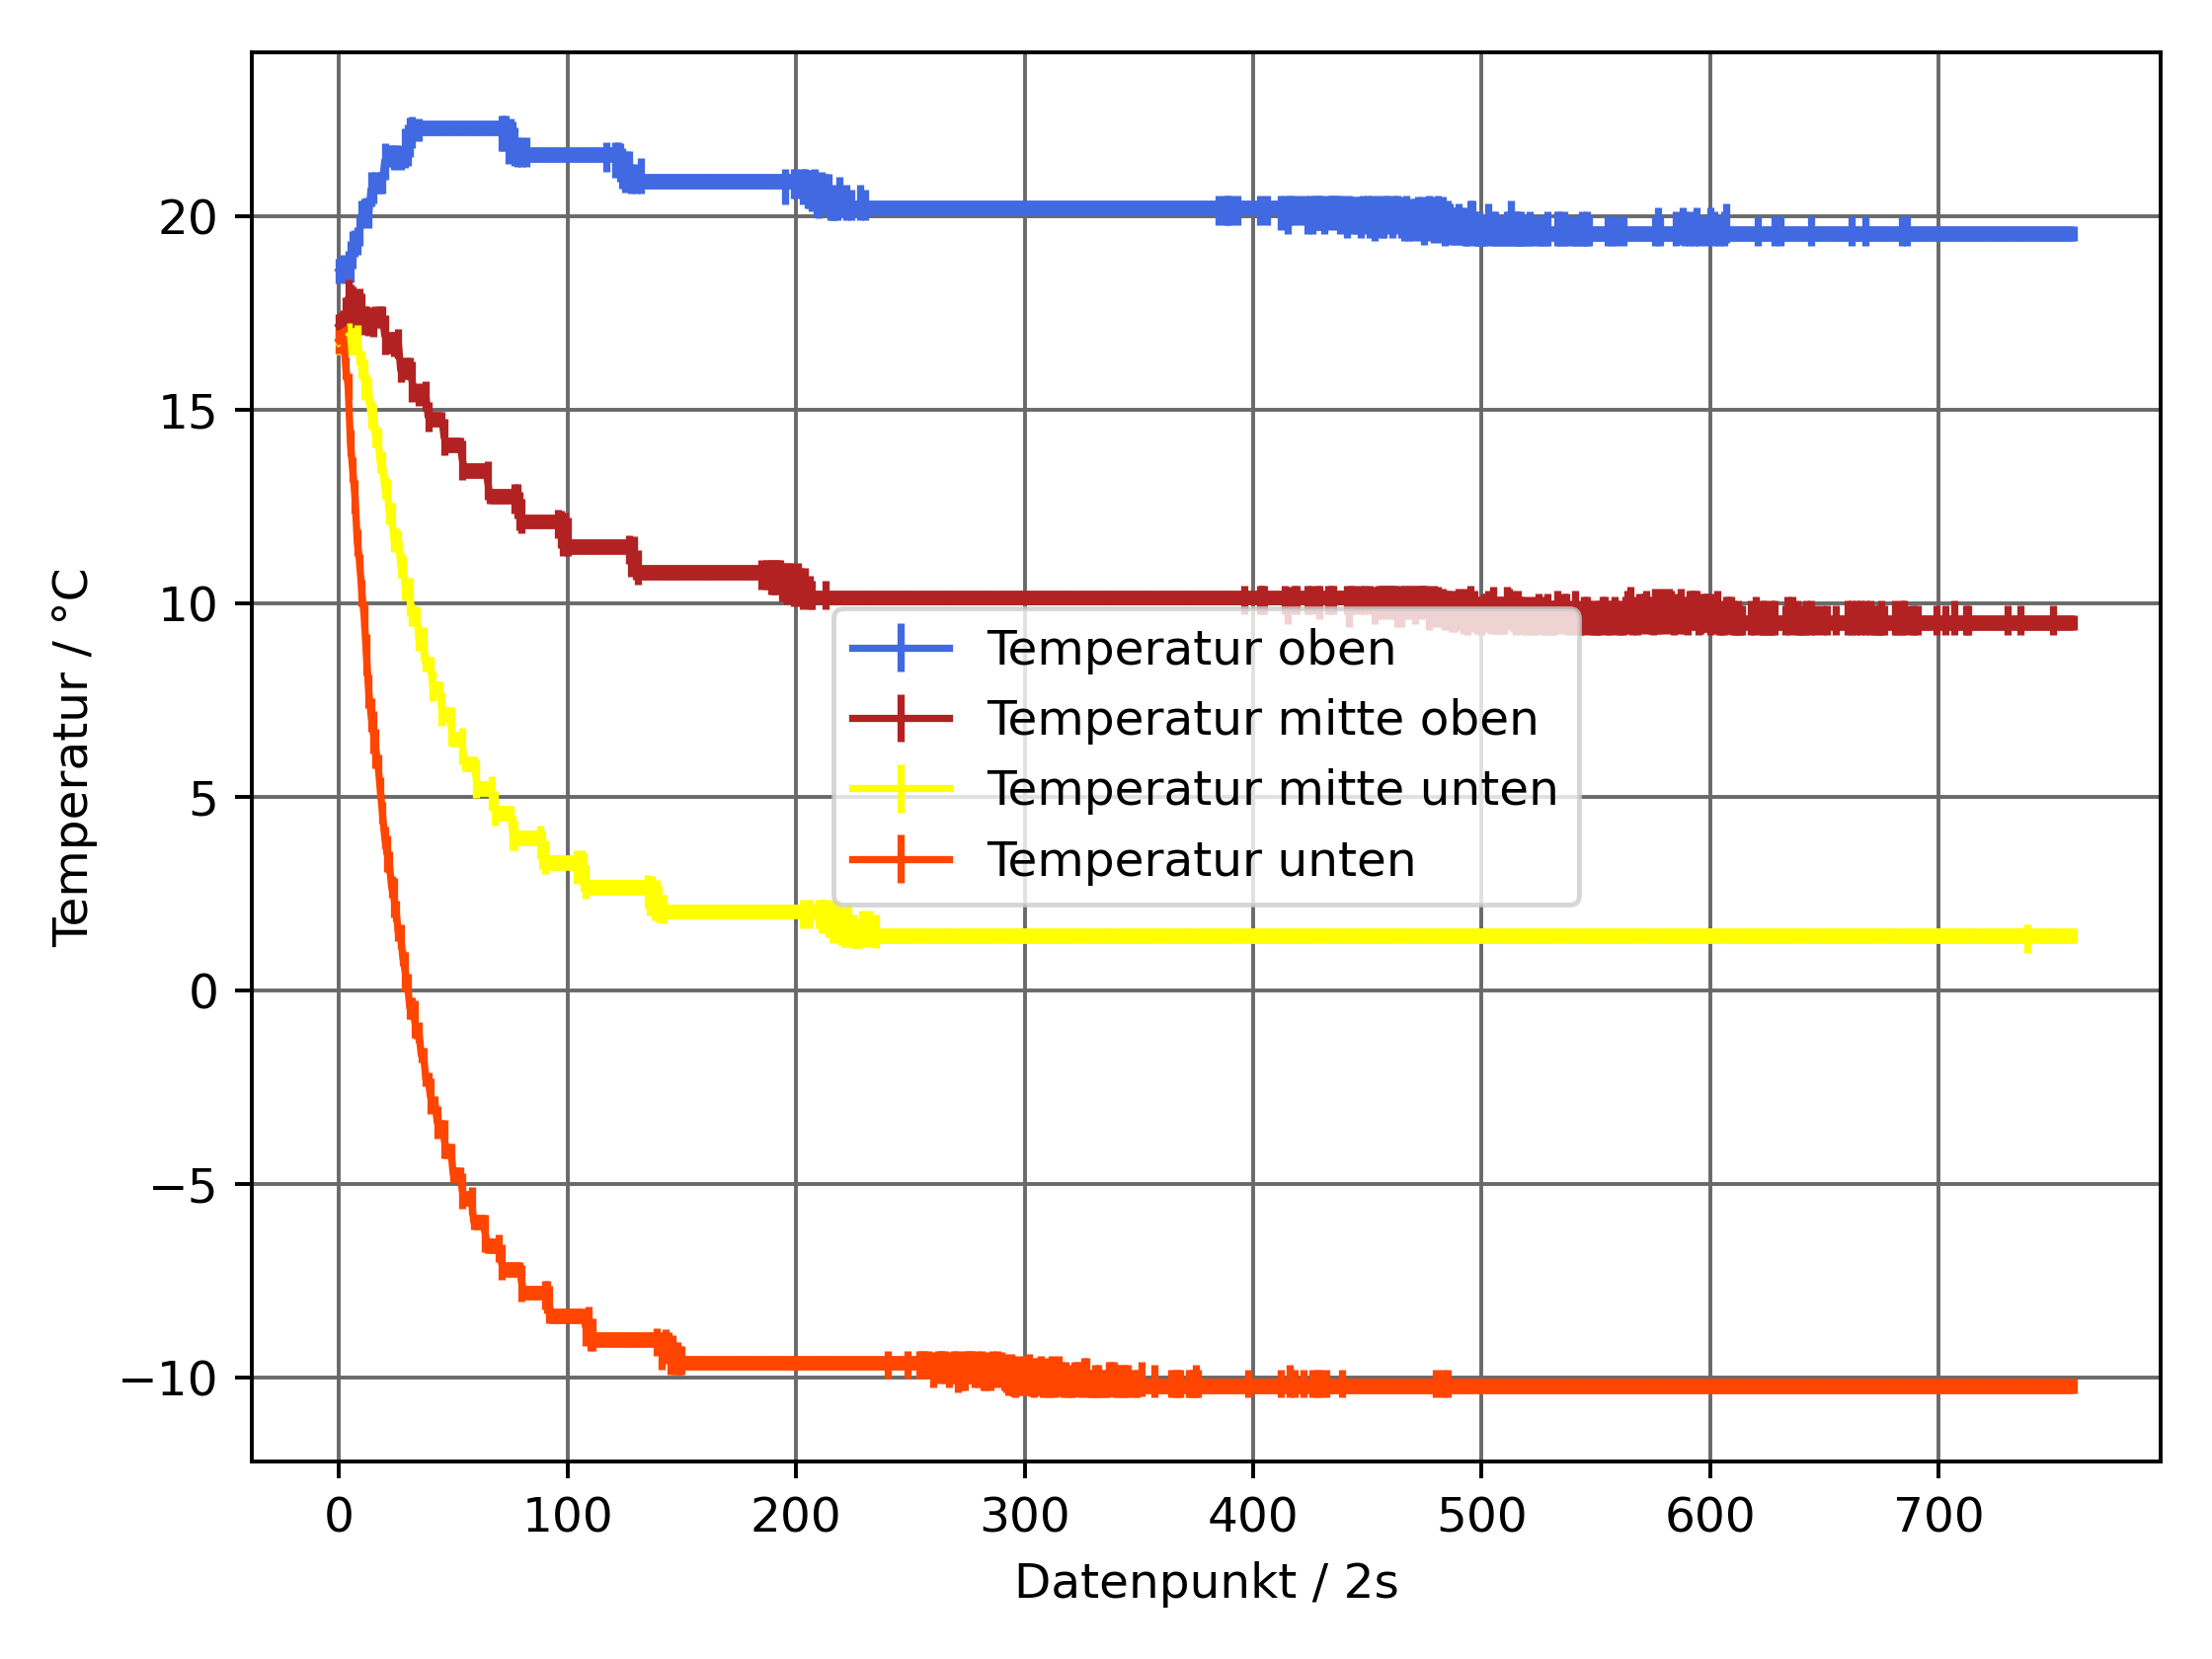 Temperatur / °C
20
15
10
5
0
−5
−10
Temperatur oben
Temperatur mitte oben
Temperatur mitte unten
Temperatur unten
0 100 200 300 400 500 600 700
Datenpunkt / 2s